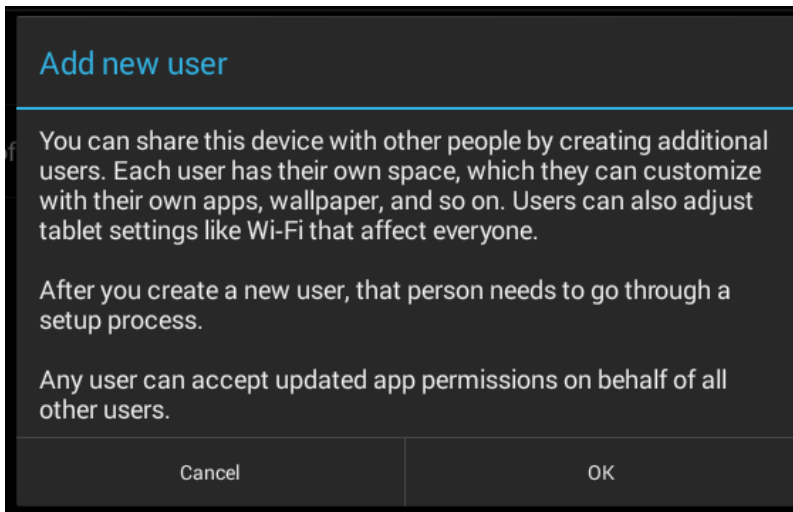 Add new user
You can share this device with other people by creating additional
users. Each user has their own space, which they can customize
with their own apps, wallpaper, and so on. Users can also adjust
tablet settings like Wi-Fi that affect everyone.
After you create a new user, that person needs to go through a
setup process.
Any user can accept updated app permissions on behalf of all
other users.
Cancel
OK